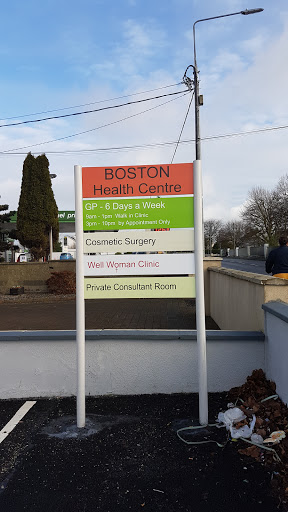 BOSTON
Health Centre
GP - 6 Days a Week
9am - 1pm Walk in Clinic
3pm - 10pm by Appointment Only
Cosmetic Surgery
Well Woman Clinic
Private Consultant Room